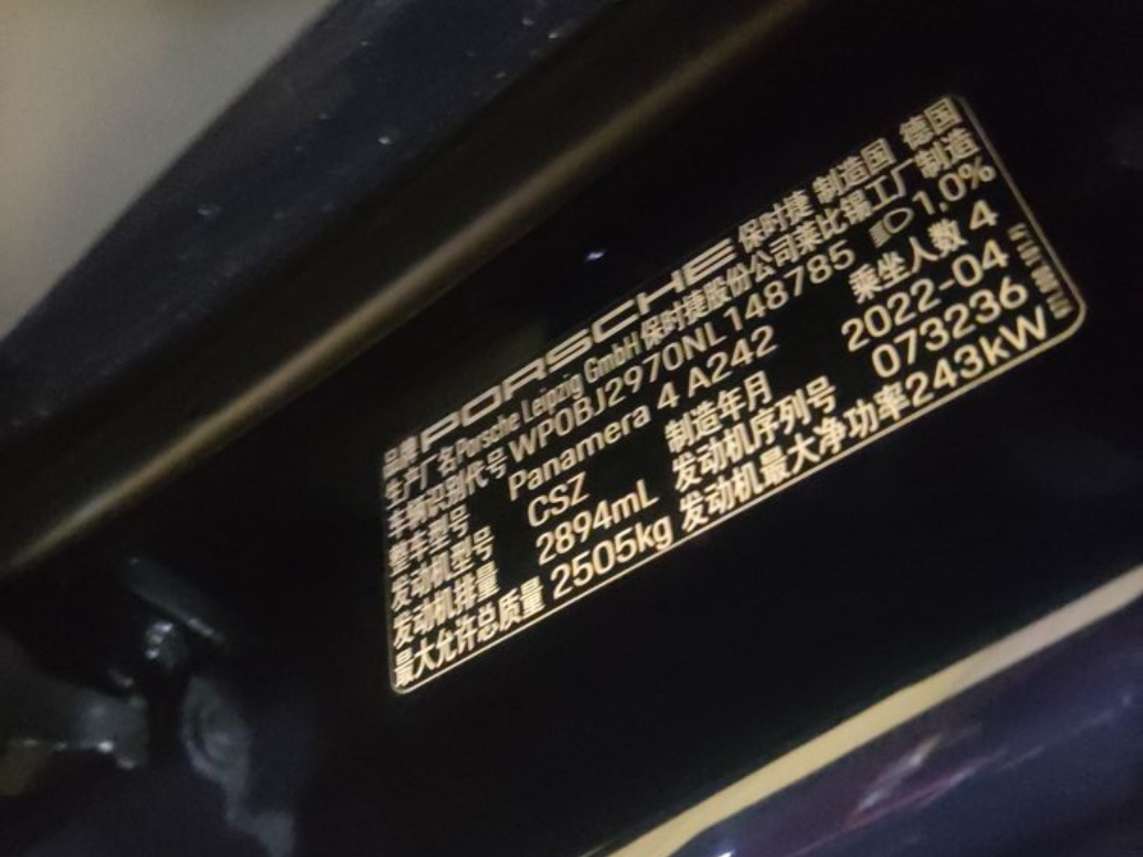 品牌 PORSCHE 保时捷 制造国 德国
生产厂名 Porsche Leipzig GmbH 保时捷股份公司莱比锡工厂制造
车辆识别代号 WP0BJ2970NL148785 1.0%
整车型号 Panamera 4 A242 乘坐人数 4
发动机型号 CSZ 制造年月 2022-04
发动机排量 2894mL 发动机序列号 073236
最大允许总质量 2505kg 发动机最大净功率 243kW